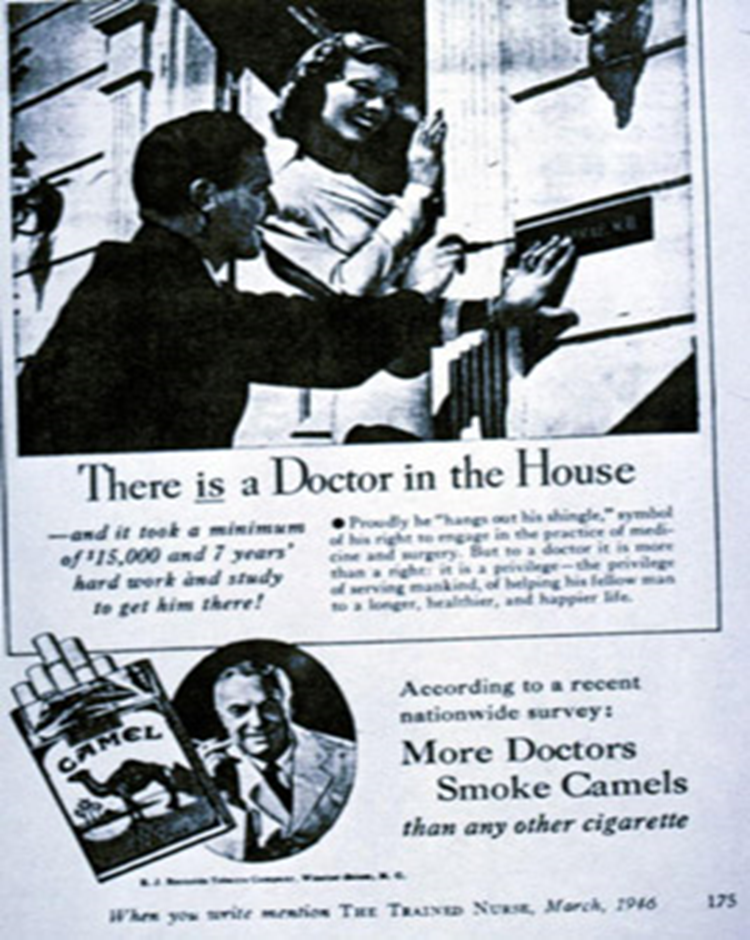 M.D.
There is a Doctor in the House
—and it took a minimum
of $15,000 and 7 years'
hard work and study
to get him there!
● Proudly he "hangs out his shingle," symbol
of his right to engage in the practice of medi-
cine and surgery. But to a doctor it is more
than a right: it is a privilege—the privilege
of serving mankind, of helping his fellow man
to a longer, healthier, and happier life.
CAMEL
According to a recent
nationwide survey:
More Doctors
Smoke Camels
than any other cigarette
R. J. Reynolds Tobacco Company, Winston-Salem, N. C.
When you write mention THE TRAINED NURSE, March, 1946 175